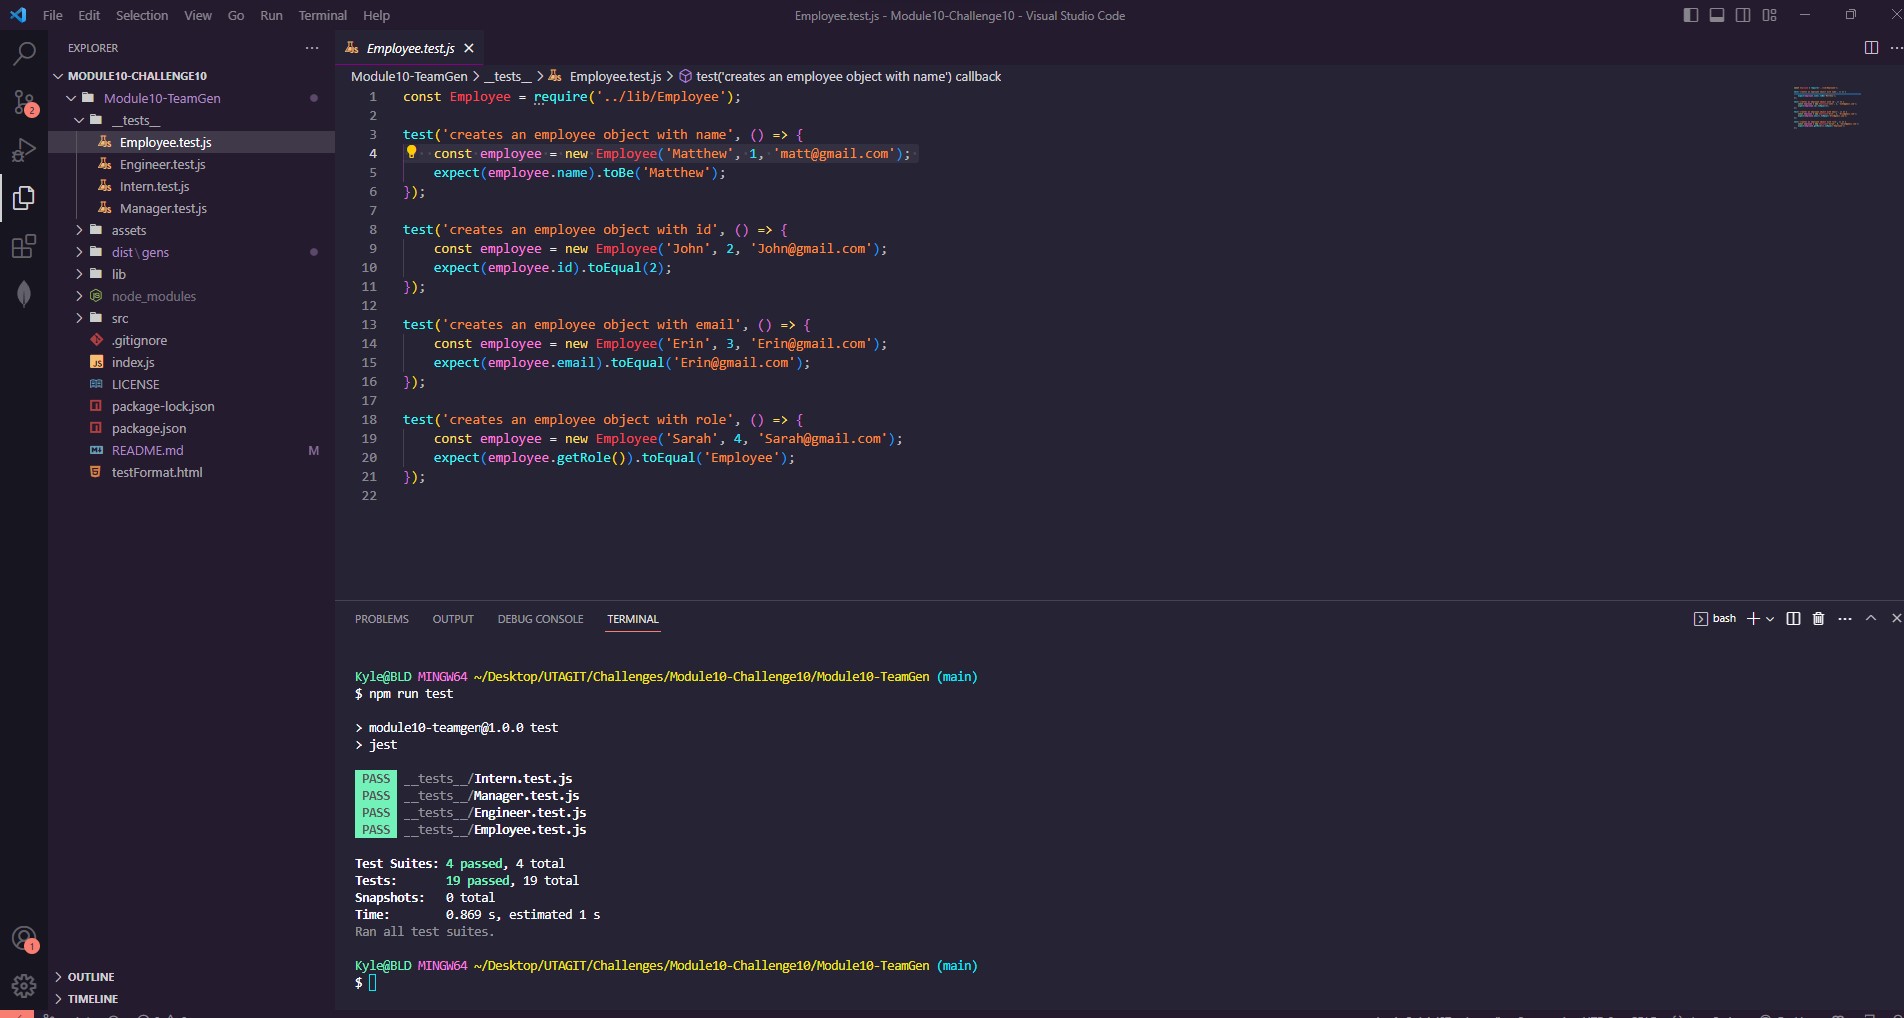 File Edit Selection View Go Run Terminal Help
Employee.test.js - Module10-Challenge10 - Visual Studio Code
EXPLORER
MODULE10-CHALLENGE10
Module10-TeamGen
__tests__
Employee.test.js
Engineer.test.js
Intern.test.js
Manager.test.js
assets
dist\gens
lib
node_modules
src
.gitignore
JS index.js
LICENSE
package-lock.json
package.json
README.md M
testFormat.html
OUTLINE
TIMELINE
2
1
Employee.test.js
Module10-TeamGen > __tests__ > Employee.test.js > test('creates an employee object with name') callback
1 const Employee = require('../lib/Employee');
2
3 test('creates an employee object with name', () => {
4 const employee = new Employee('Matthew', 1, 'matt@gmail.com');
5 expect(employee.name).toBe('Matthew');
6 });
7
8 test('creates an employee object with id', () => {
9 const employee = new Employee('John', 2, 'John@gmail.com');
10 expect(employee.id).toEqual(2);
11 });
12
13 test('creates an employee object with email', () => {
14 const employee = new Employee('Erin', 3, 'Erin@gmail.com');
15 expect(employee.email).toEqual('Erin@gmail.com');
16 });
17
18 test('creates an employee object with role', () => {
19 const employee = new Employee('Sarah', 4, 'Sarah@gmail.com');
20 expect(employee.getRole()).toEqual('Employee');
21 });
22
PROBLEMS OUTPUT DEBUG CONSOLE TERMINAL
bash
Kyle@BLD MINGW64 ~/Desktop/UTAGIT/Challenges/Module10-Challenge10/Module10-TeamGen (main)
$ npm run test
> module10-teamgen@1.0.0 test
> jest
PASS __tests__/Intern.test.js
PASS __tests__/Manager.test.js
PASS __tests__/Engineer.test.js
PASS __tests__/Employee.test.js
Test Suites: 4 passed, 4 total
Tests: 19 passed, 19 total
Snapshots: 0 total
Time: 0.869 s, estimated 1 s
Ran all test suites.
Kyle@BLD MINGW64 ~/Desktop/UTAGIT/Challenges/Module10-Challenge10/Module10-TeamGen (main)
$